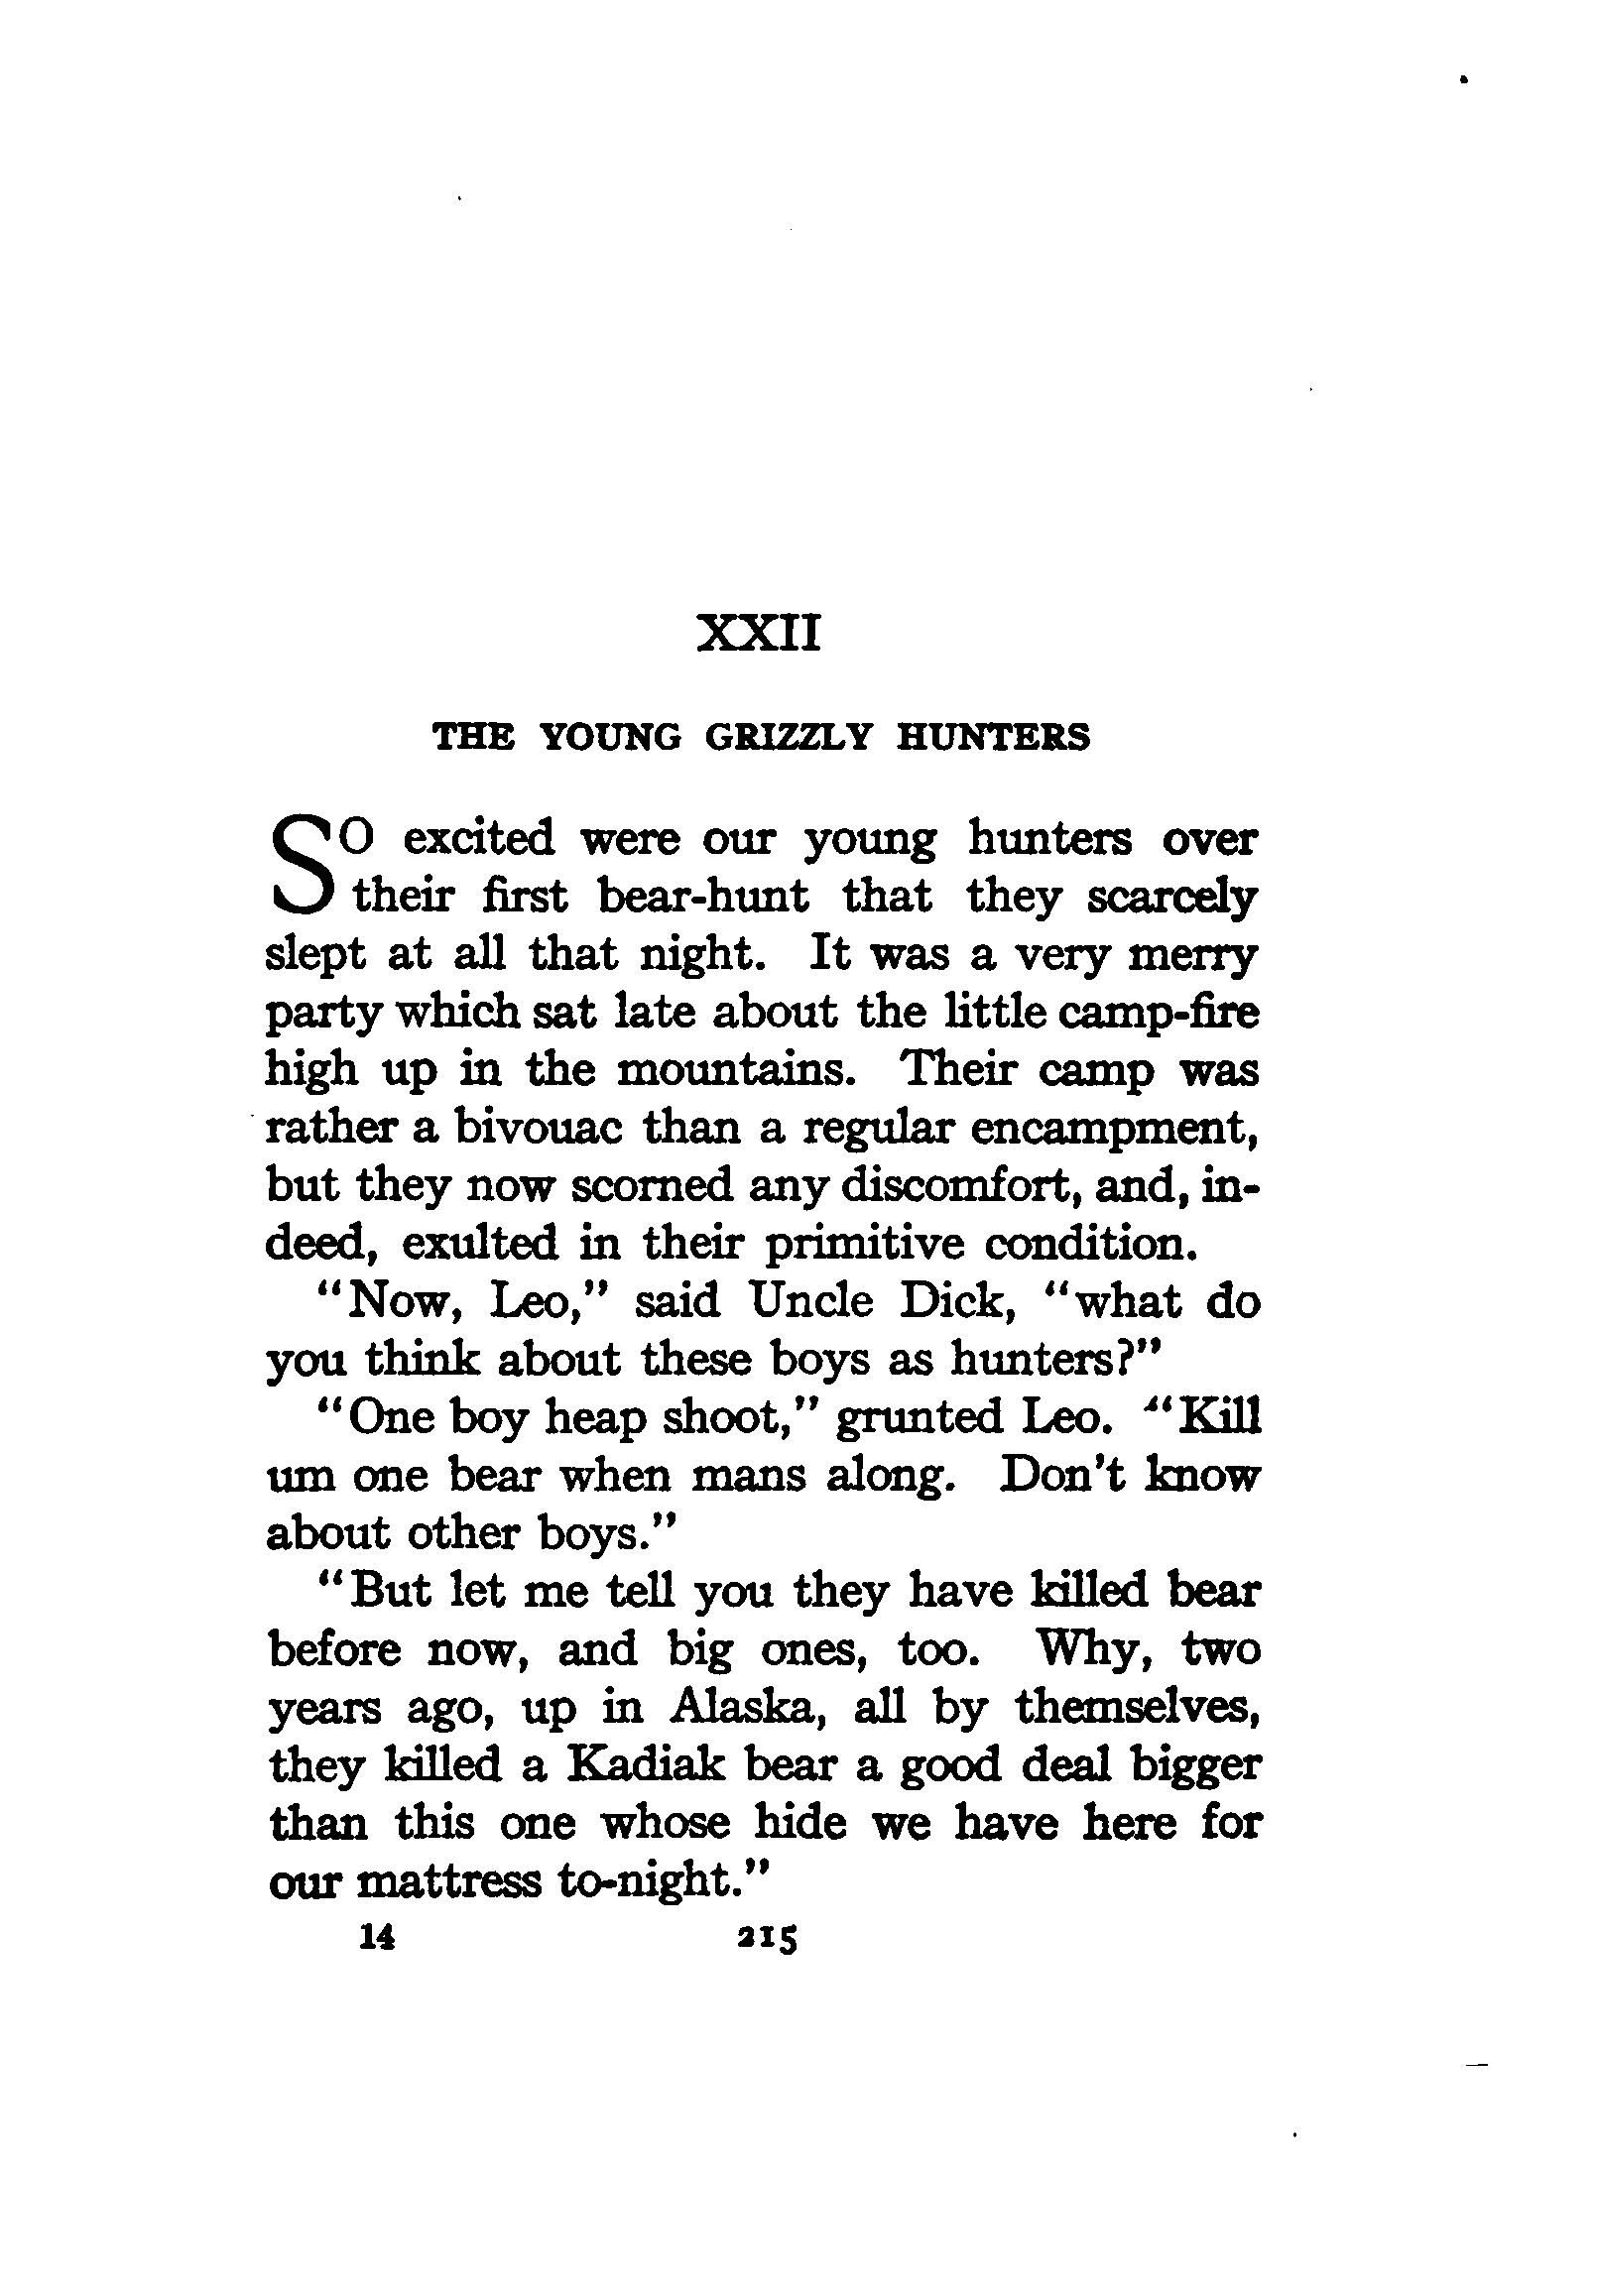 XXII
THE YOUNG GRIZZLY HUNTERS
SO excited were our young hunters over
their first bear-hunt that they scarcely
slept at all that night. It was a very merry
party which sat late about the little camp-fire
high up in the mountains. Their camp was
rather a bivouac than a regular encampment,
but they now scorned any discomfort, and, in-
deed, exulted in their primitive condition.
"Now, Leo," said Uncle Dick, "what do
you think about these boys as hunters?"
"One boy heap shoot," grunted Leo. "Kill
um one bear when mans along. Don't know
about other boys."
"But let me tell you they have killed bear
before now, and big ones, too. Why, two
years ago, up in Alaska, all by themselves,
they killed a Kadiak bear a good deal bigger
than this one whose hide we have here for
our mattress to-night."
14 215